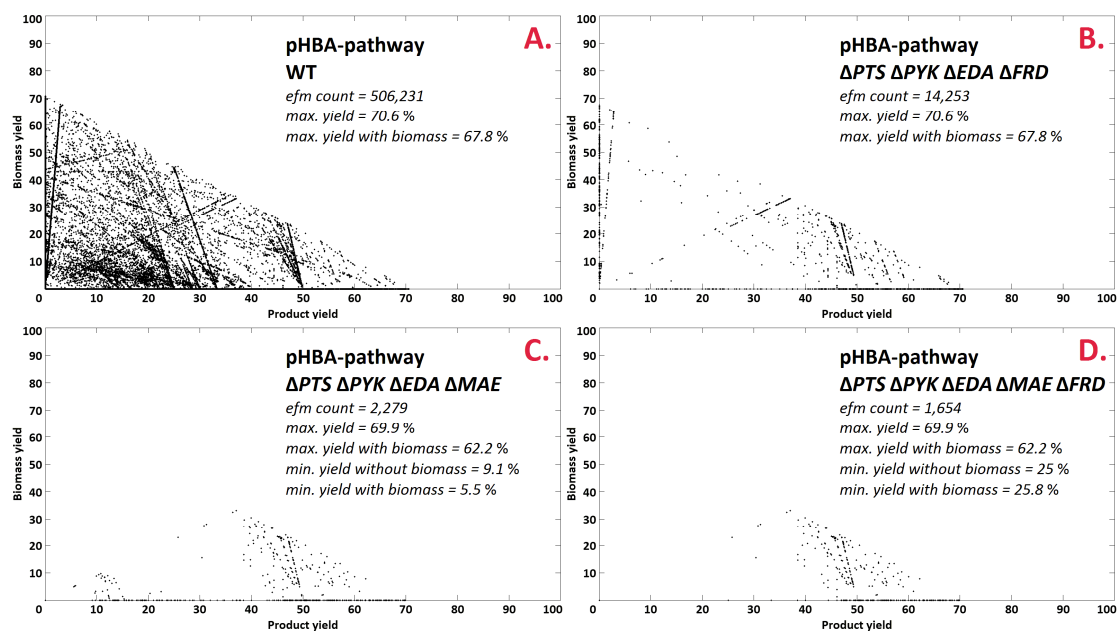 A.
pHBA-pathway
WT
efm count = 506,231
max. yield = 70.6 %
max. yield with biomass = 67.8 %
Biomass yield
100
90
80
70
60
50
40
30
20
10
0 10 20 30 40 50 60 70 80 90 100
Product yield
B.
pHBA-pathway
ΔPTS ΔPYK ΔEDA ΔFRD
efm count = 14,253
max. yield = 70.6 %
max. yield with biomass = 67.8 %
Biomass yield
100
90
80
70
60
50
40
30
20
10
0 10 20 30 40 50 60 70 80 90 100
Product yield
C.
pHBA-pathway
ΔPTS ΔPYK ΔEDA ΔMAE
efm count = 2,279
max. yield = 69.9 %
max. yield with biomass = 62.2 %
min. yield without biomass = 9.1 %
min. yield with biomass = 5.5 %
Biomass yield
100
90
80
70
60
50
40
30
20
10
0 10 20 30 40 50 60 70 80 90 100
Product yield
D.
pHBA-pathway
ΔPTS ΔPYK ΔEDA ΔMAE ΔFRD
efm count = 1,654
max. yield = 69.9 %
max. yield with biomass = 62.2 %
min. yield without biomass = 25 %
min. yield with biomass = 25.8 %
Biomass yield
100
90
80
70
60
50
40
30
20
10
0 10 20 30 40 50 60 70 80 90 100
Product yield